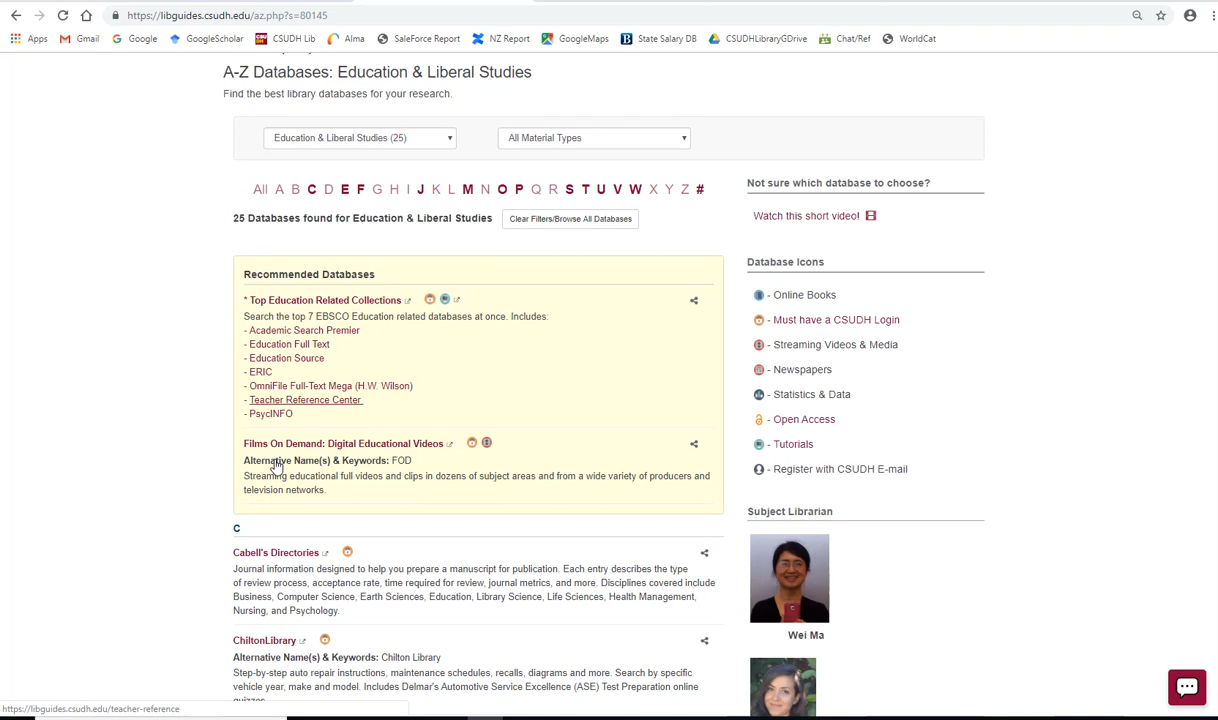 https://libguides.csudh.edu/az.php?s=80145
Apps Gmail Google GoogleScholar CSUDH Lib Alma SaleForce Report NZ Report GoogleMaps State Salary DB CSUDHLibraryGDrive Chat/Ref WorldCat
A-Z Databases: Education & Liberal Studies
Find the best library databases for your research.
Education & Liberal Studies (25) All Material Types
All A B C D E F G H I J K L M N O P Q R S T U V W X Y Z #
25 Databases found for Education & Liberal Studies Clear Filters/Browse All Databases
Recommended Databases
* Top Education Related Collections
Search the top 7 EBSCO Education related databases at once. Includes:
- Academic Search Premier
- Education Full Text
- Education Source
- ERIC
- OmniFile Full-Text Mega (H.W. Wilson)
- Teacher Reference Center
- PsycINFO
Films On Demand: Digital Educational Videos
Alternative Name(s) & Keywords: FOD
Streaming educational full videos and clips in dozens of subject areas and from a wide variety of producers and
television networks.
C
Cabell's Directories
Journal information designed to help you prepare a manuscript for publication. Each entry describes the type
of review process, acceptance rate, time required for review, journal metrics, and more. Disciplines covered include
Business, Computer Science, Earth Sciences, Education, Library Science, Life Sciences, Health Management,
Nursing, and Psychology.
ChiltonLibrary
Alternative Name(s) & Keywords: Chilton Library
Step-by-step auto repair instructions, maintenance schedules, recalls, diagrams and more. Search by specific
vehicle year, make and model. Includes Delmar's Automotive Service Excellence (ASE) Test Preparation online
quizzes.
Not sure which database to choose?
Watch this short video!
Database Icons
- Online Books
- Must have a CSUDH Login
- Streaming Videos & Media
- Newspapers
- Statistics & Data
- Open Access
- Tutorials
- Register with CSUDH E-mail
Subject Librarian
Wei Ma
https://libguides.csudh.edu/teacher-reference